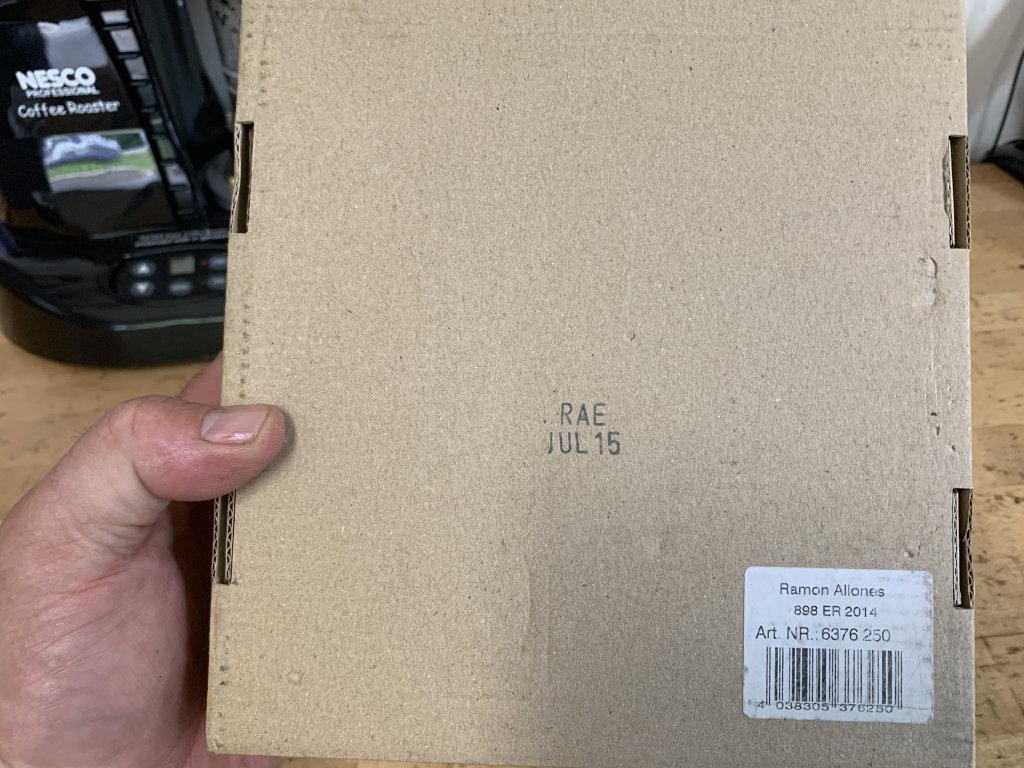 NESCO
PROFESSIONAL
Coffee Roaster
RAE
JUL 15
Ramon Allones
898 ER 2014
Art. NR.: 6376 250
4 038305 376250